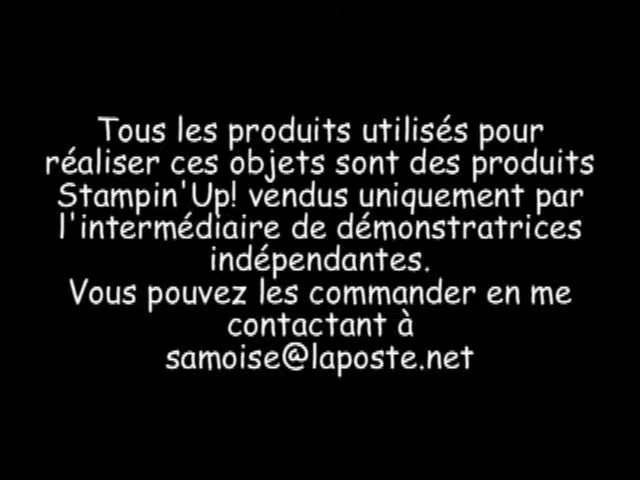 Tous les produits utilisés pour
réaliser ces objets sont des produits
Stampin'Up! vendus uniquement par
l'intermédiaire de démonstratrices
indépendantes.
Vous pouvez les commander en me
contactant à
samoise@laposte.net